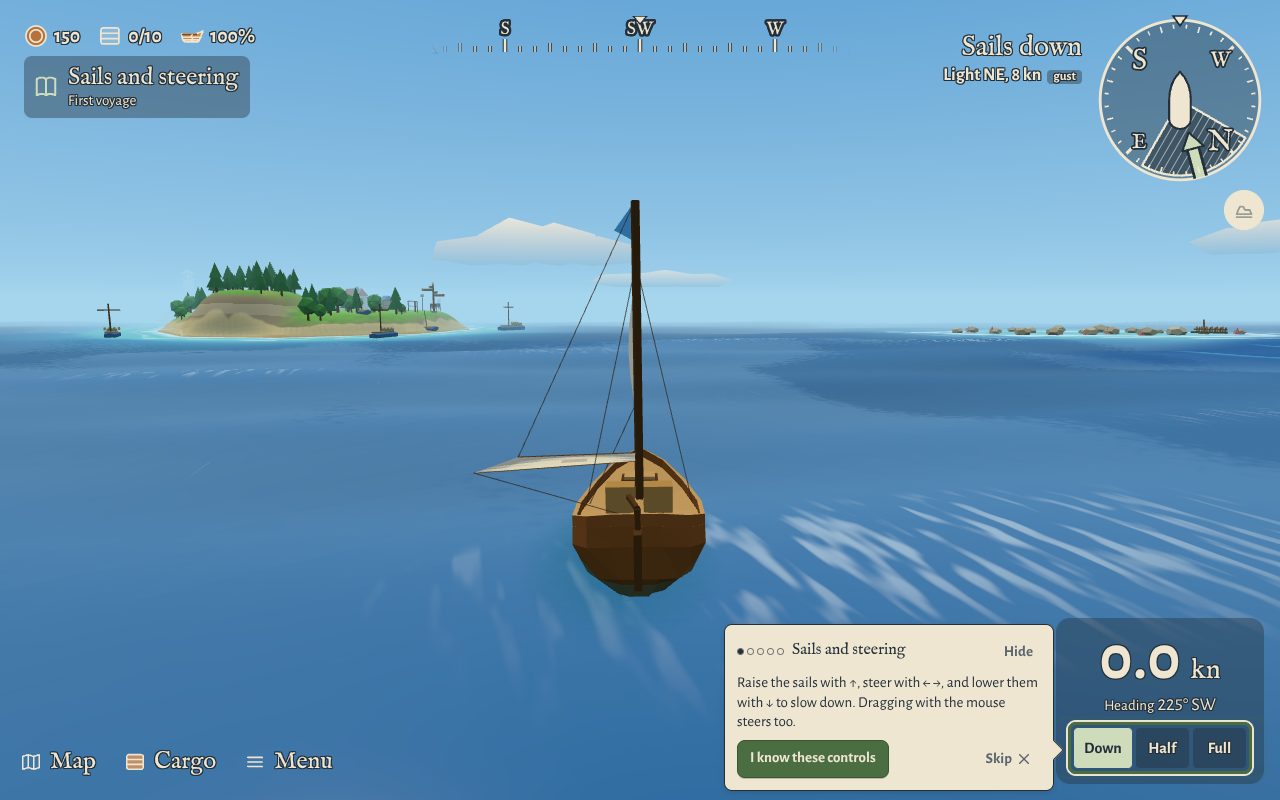 150 0/10 100%
Sails and steering
First voyage
S SW W
Sails down
Light NE, 8 kn gust
S W
E N
Sails and steering Hide
Raise the sails with ↑, steer with ←→, and lower them
with ↓ to slow down. Dragging with the mouse
steers too.
I know these controls Skip
0.0 kn
Heading 225° SW
Down Half Full
Map Cargo Menu